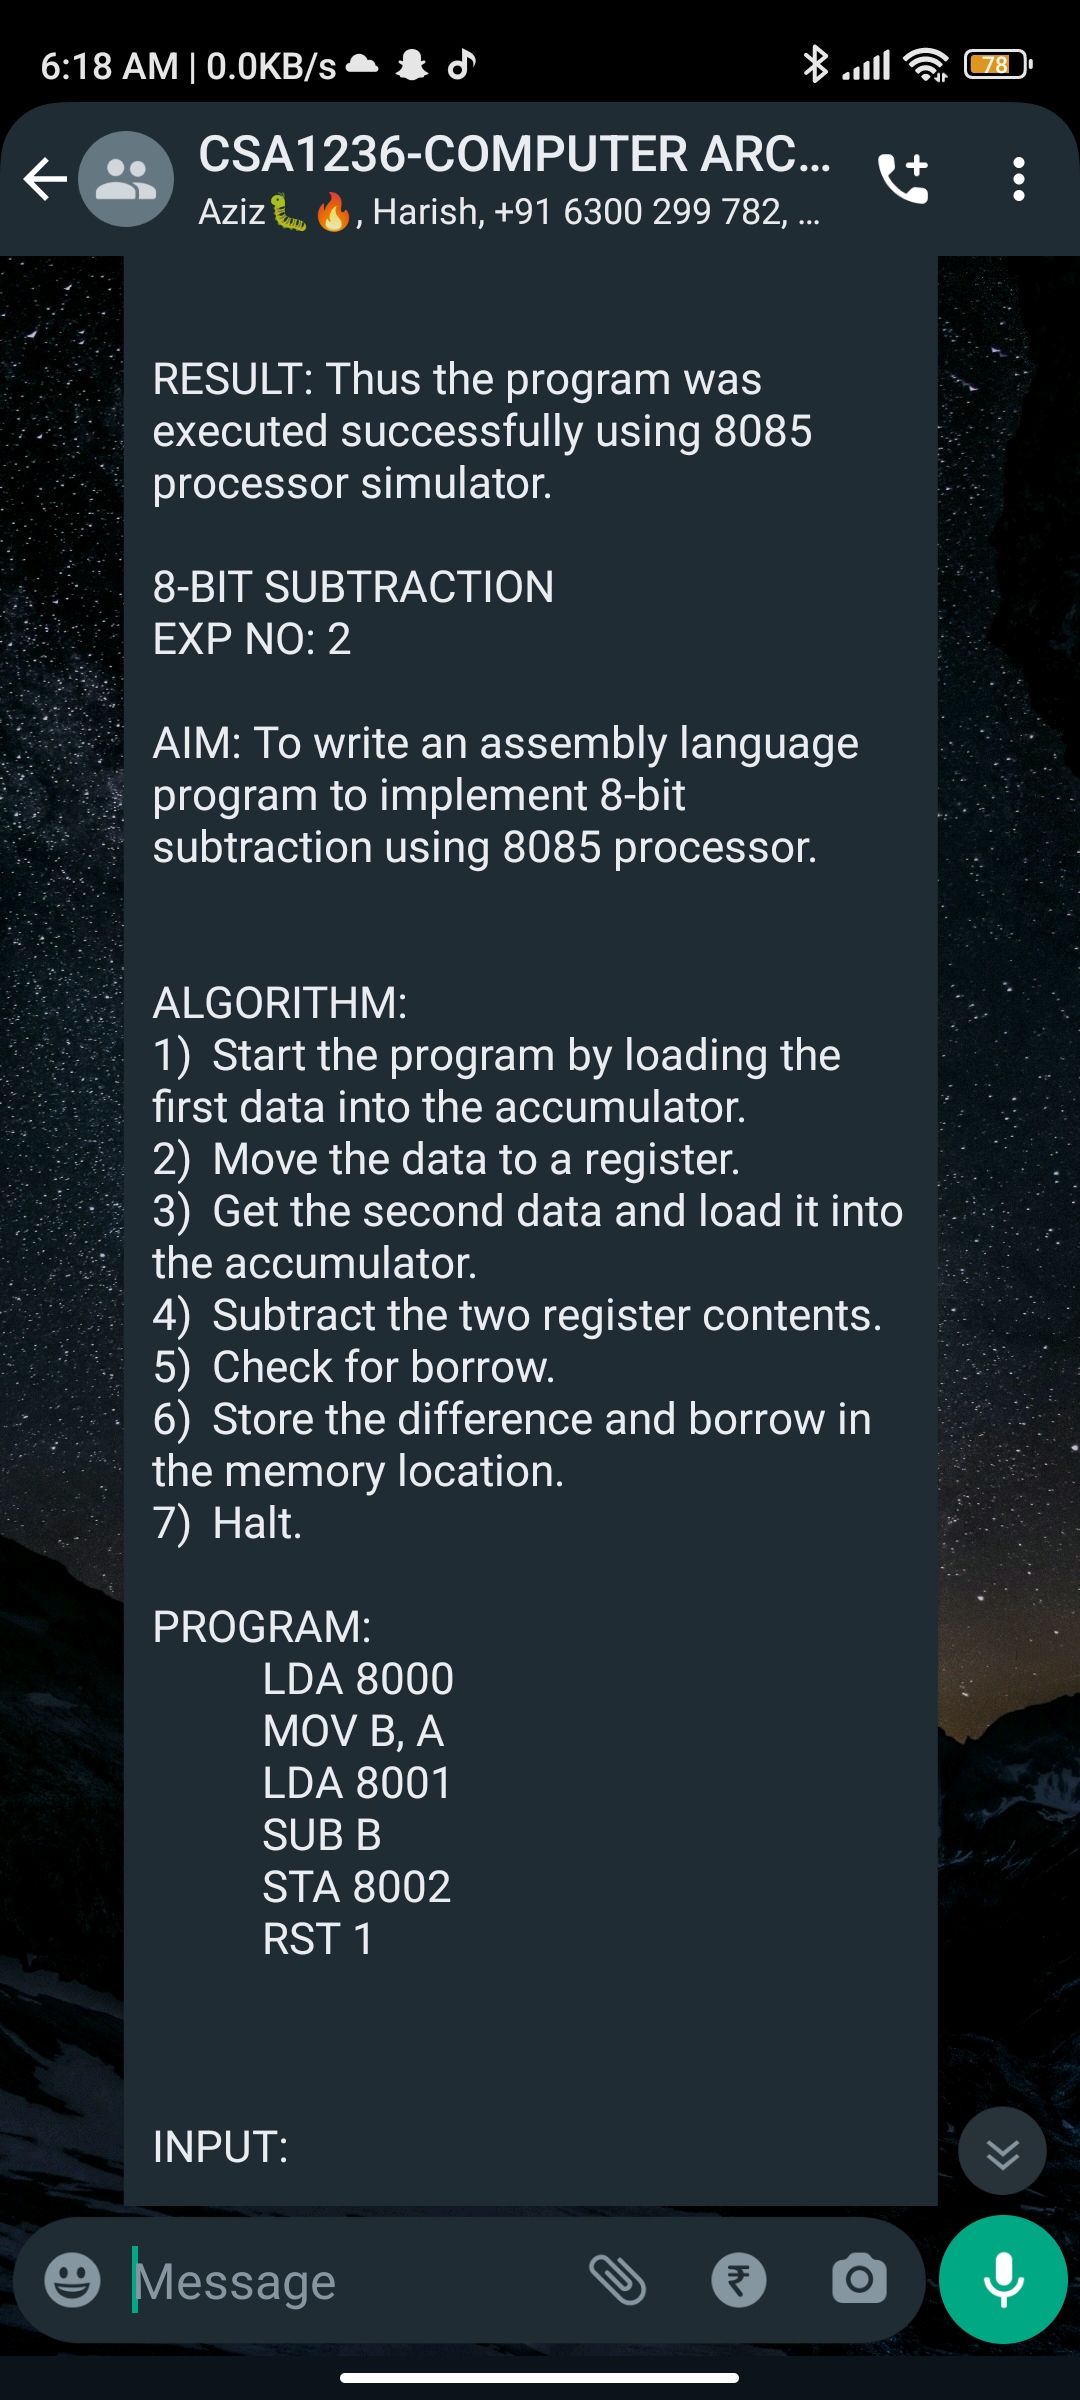 6:18 AM | 0.0KB/s
78
CSA1236-COMPUTER ARC...
Aziz🐛🔥, Harish, +91 6300 299 782, ...
RESULT: Thus the program was
executed successfully using 8085
processor simulator.
8-BIT SUBTRACTION
EXP NO: 2
AIM: To write an assembly language
program to implement 8-bit
subtraction using 8085 processor.
ALGORITHM:
1) Start the program by loading the
first data into the accumulator.
2) Move the data to a register.
3) Get the second data and load it into
the accumulator.
4) Subtract the two register contents.
5) Check for borrow.
6) Store the difference and borrow in
the memory location.
7) Halt.
PROGRAM:
LDA 8000
MOV B, A
LDA 8001
SUB B
STA 8002
RST 1
INPUT:
Message